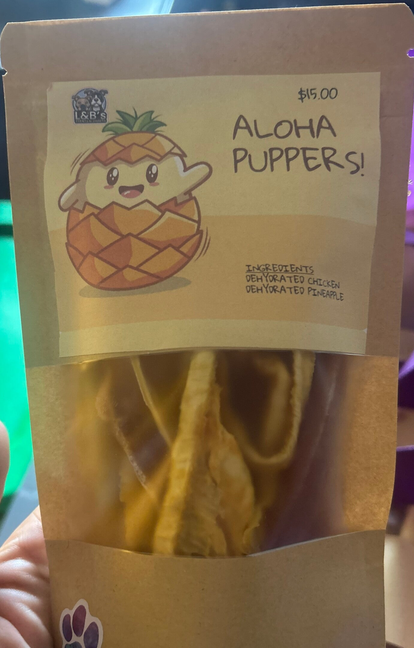 L&B's
$15.00
ALOHA
PUPPERS!
INGREDIENTS
DEHYDRATED CHICKEN
DEHYDRATED PINEAPPLE